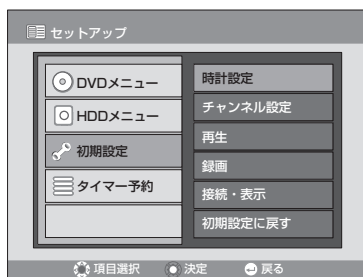 セットアップ
DVDメニュー
HDDメニュー
初期設定
タイマー予約
時計設定
チャンネル設定
再生
録画
接続・表示
初期設定に戻す
項目選択 決定 戻る